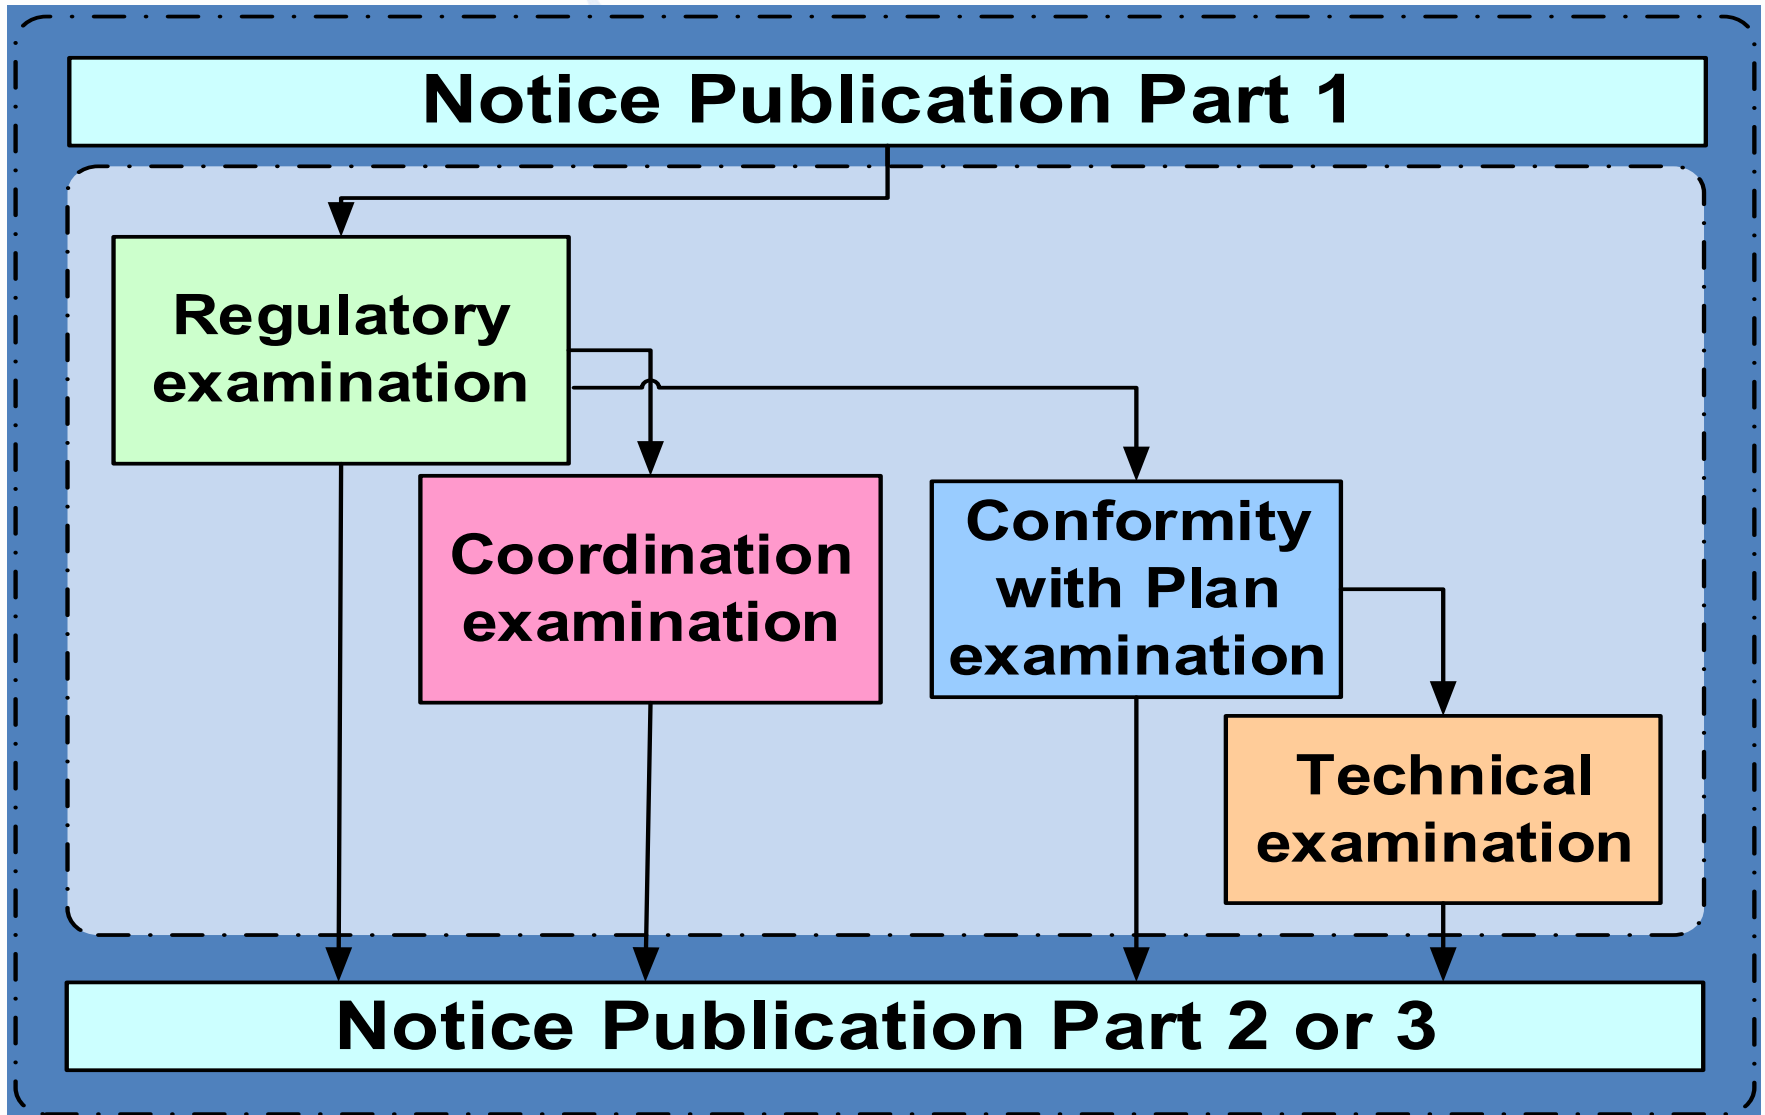 Notice Publication Part 1
Regulatory
examination
Coordination
examination
Conformity
with Plan
examination
Technical
examination
Notice Publication Part 2 or 3